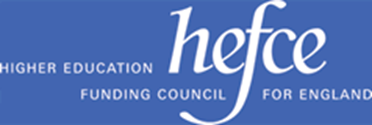 hefce
HIGHER EDUCATION
FUNDING COUNCIL FOR ENGLAND